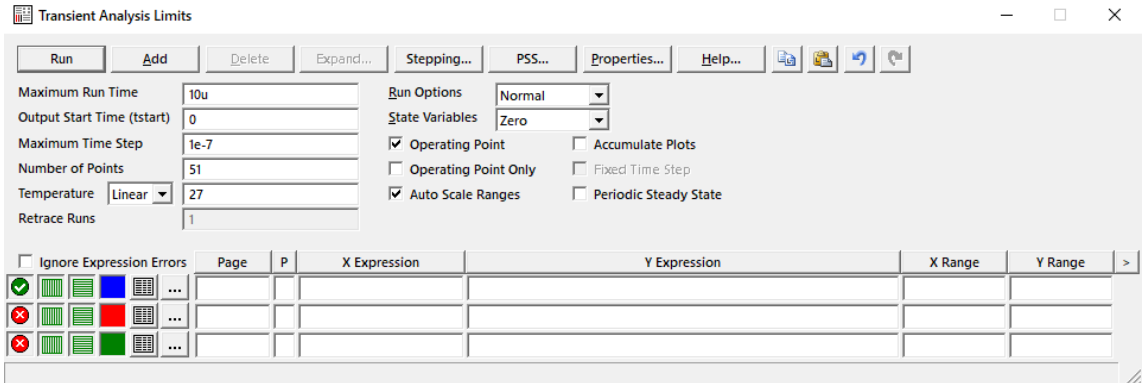 Transient Analysis Limits
Run Add Delete Expand... Stepping... PSS... Properties... Help...
Maximum Run Time 10u Run Options Normal
Output Start Time (tstart) 0 State Variables Zero
Maximum Time Step 1e-7 Operating Point Accumulate Plots
Number of Points 51 Operating Point Only Fixed Time Step
Temperature Linear 27 Auto Scale Ranges Periodic Steady State
Retrace Runs 1
Ignore Expression Errors Page P X Expression Y Expression X Range Y Range >
...
...
...